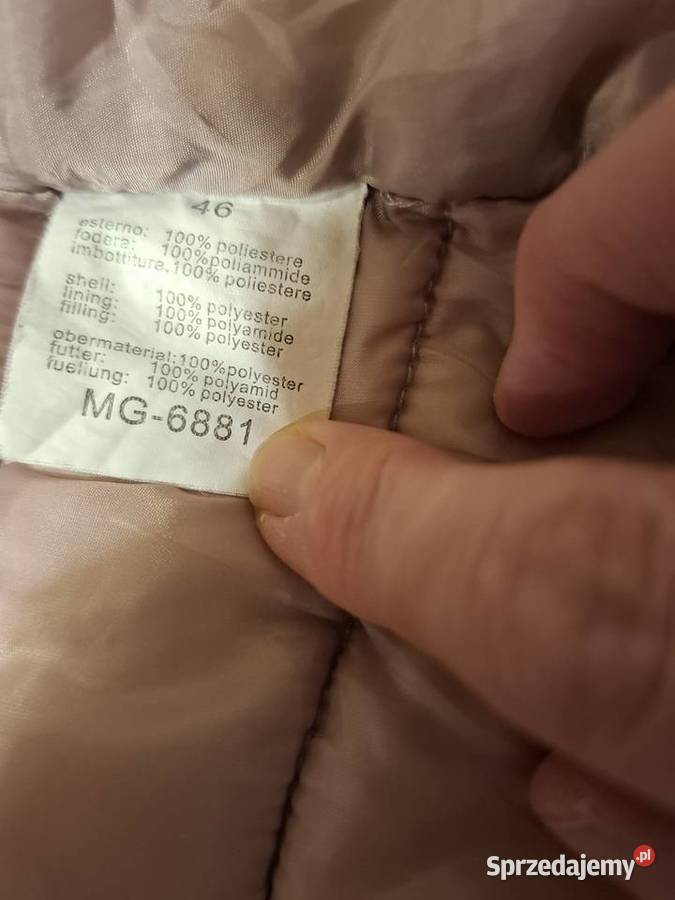 46
esterno: 100% poliestere
fodera: 100% poliammide
imbottitura: 100% poliestere
shell: 100% polyester
lining: 100% polyamide
filling: 100% polyester
obermaterial: 100% polyester
futter: 100% polyamid
fuellung: 100% polyester
MG-6881
Sprzedajemy.pl